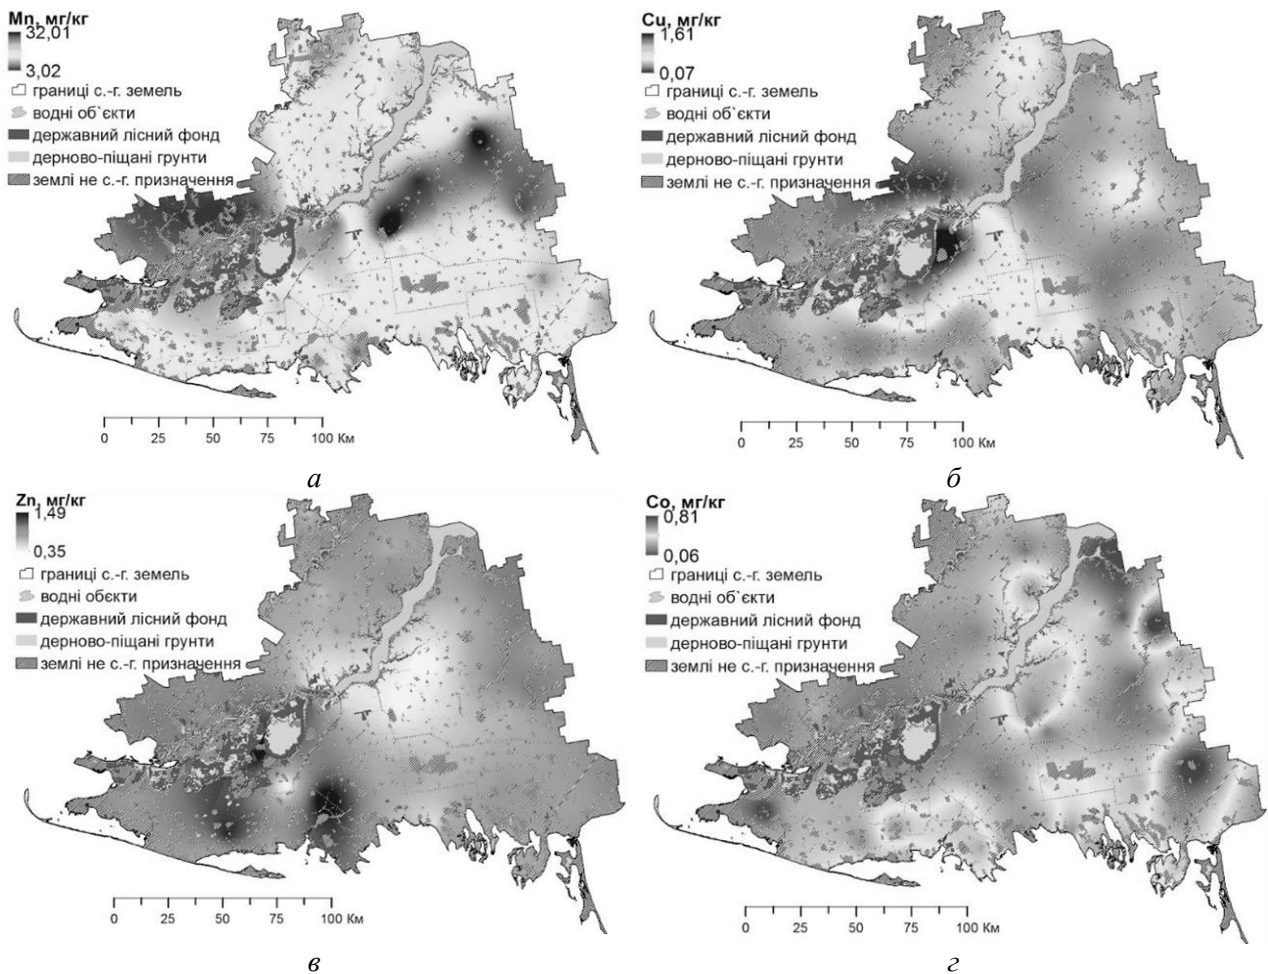 Mn, мг/кг
32,01
3,02
границі с.-г. земель
водні об`єкти
державний лісний фонд
дерново-піщані грунти
землі не с.-г. призначення
0 25 50 75 100 Км
а
Cu, мг/кг
1,61
0,07
границі с.-г. земель
водні об`єкти
державний лісний фонд
дерново-піщані грунти
землі не с.-г. призначення
0 25 50 75 100 Км
б
Zn, мг/кг
1,49
0,35
границі с.-г. земель
водні обєкти
державний лісний фонд
дерново-піщані грунти
землі не с.-г. призначення
0 25 50 75 100 Км
в
Co, мг/кг
0,81
0,06
границі с.-г. земель
водні об`єкти
державний лісний фонд
дерново-піщані грунти
землі не с.-г. призначення
0 25 50 75 100 Км
г